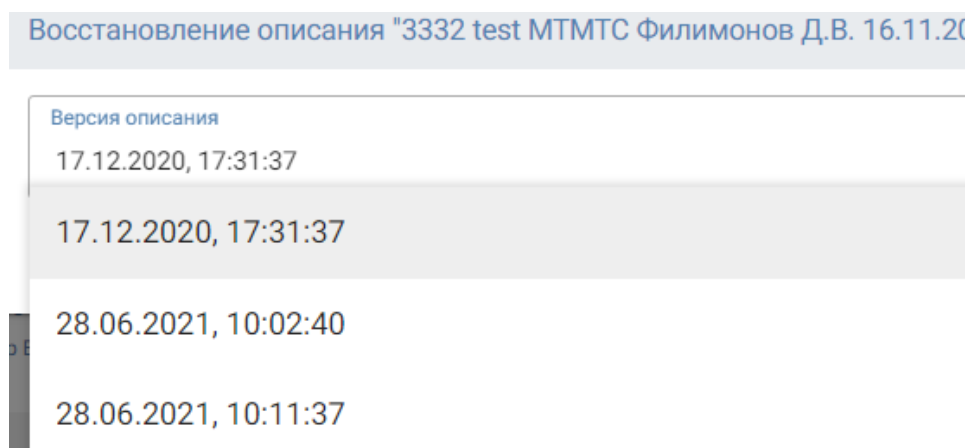 Восстановление описания "3332 test МТМТС Филимонов Д.В. 16.11.20
Версия описания
17.12.2020, 17:31:37
17.12.2020, 17:31:37
28.06.2021, 10:02:40
28.06.2021, 10:11:37